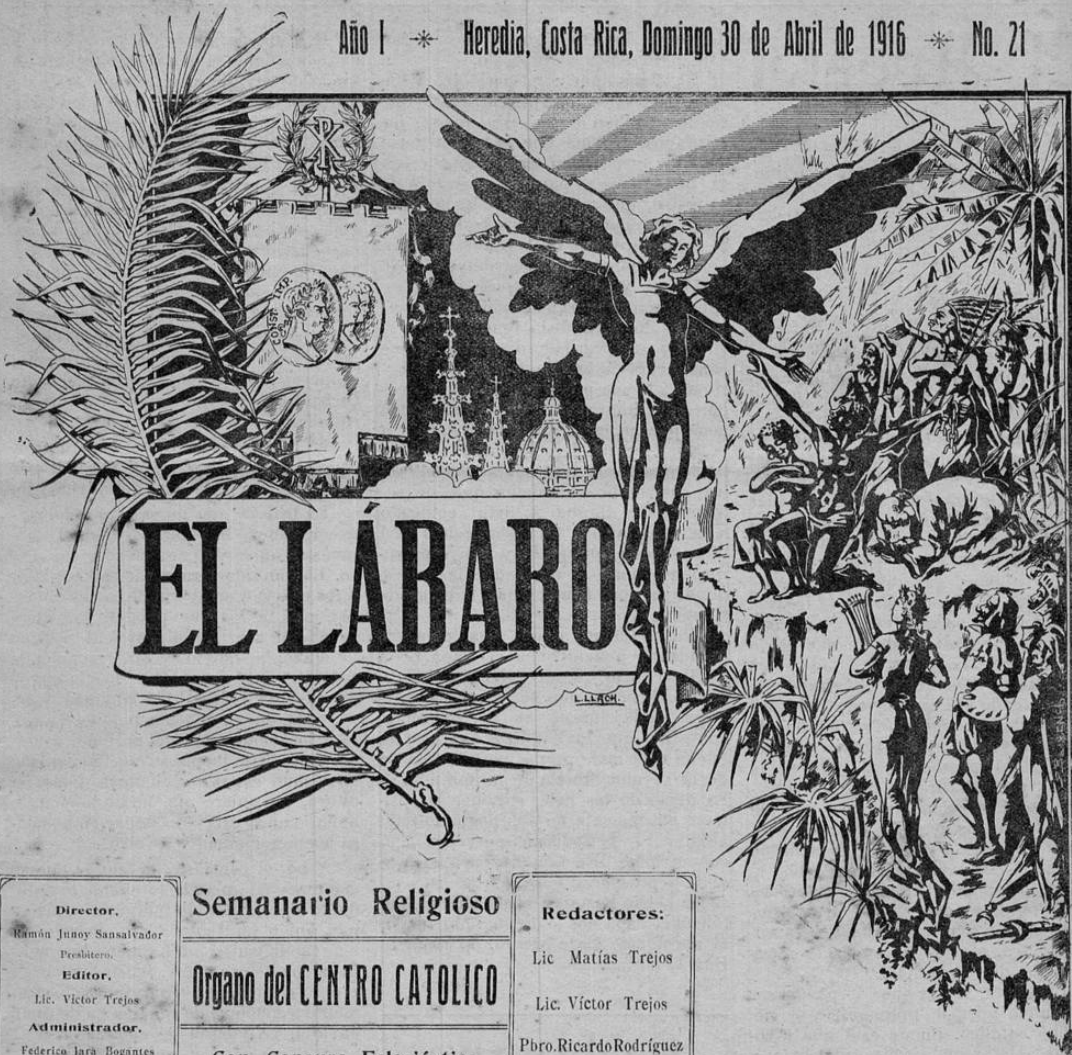 Año I * Heredia, Costa Rica, Domingo 30 de Abril de 1916 * No. 21
CONST. IMP.
EL LÁBARO
L. LLACH.
Director,
Ramón Junoy Sansalvador
Presbítero.
Editor,
Lic. Víctor Trejos
Administrador,
Federico Jara Bogantes
Semanario Religioso
Organo del CENTRO CATOLICO
Redactores:
Lic Matías Trejos
Lic. Víctor Trejos
Pbro. Ricardo Rodríguez